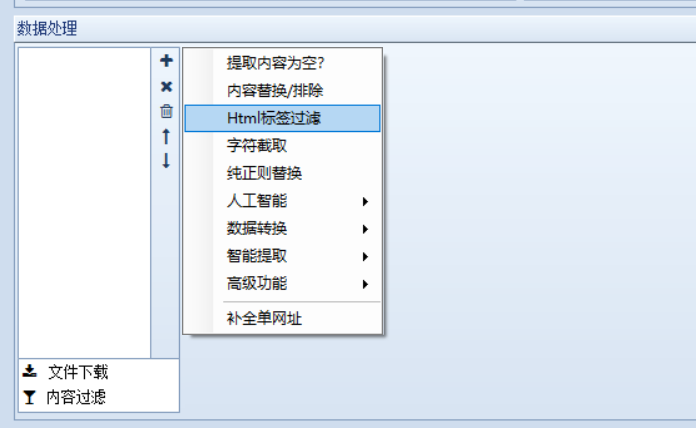 数据处理
提取内容为空?
内容替换/排除
Html标签过滤
字符截取
纯正则替换
人工智能
数据转换
智能提取
高级功能
补全单网址
文件下载
内容过滤